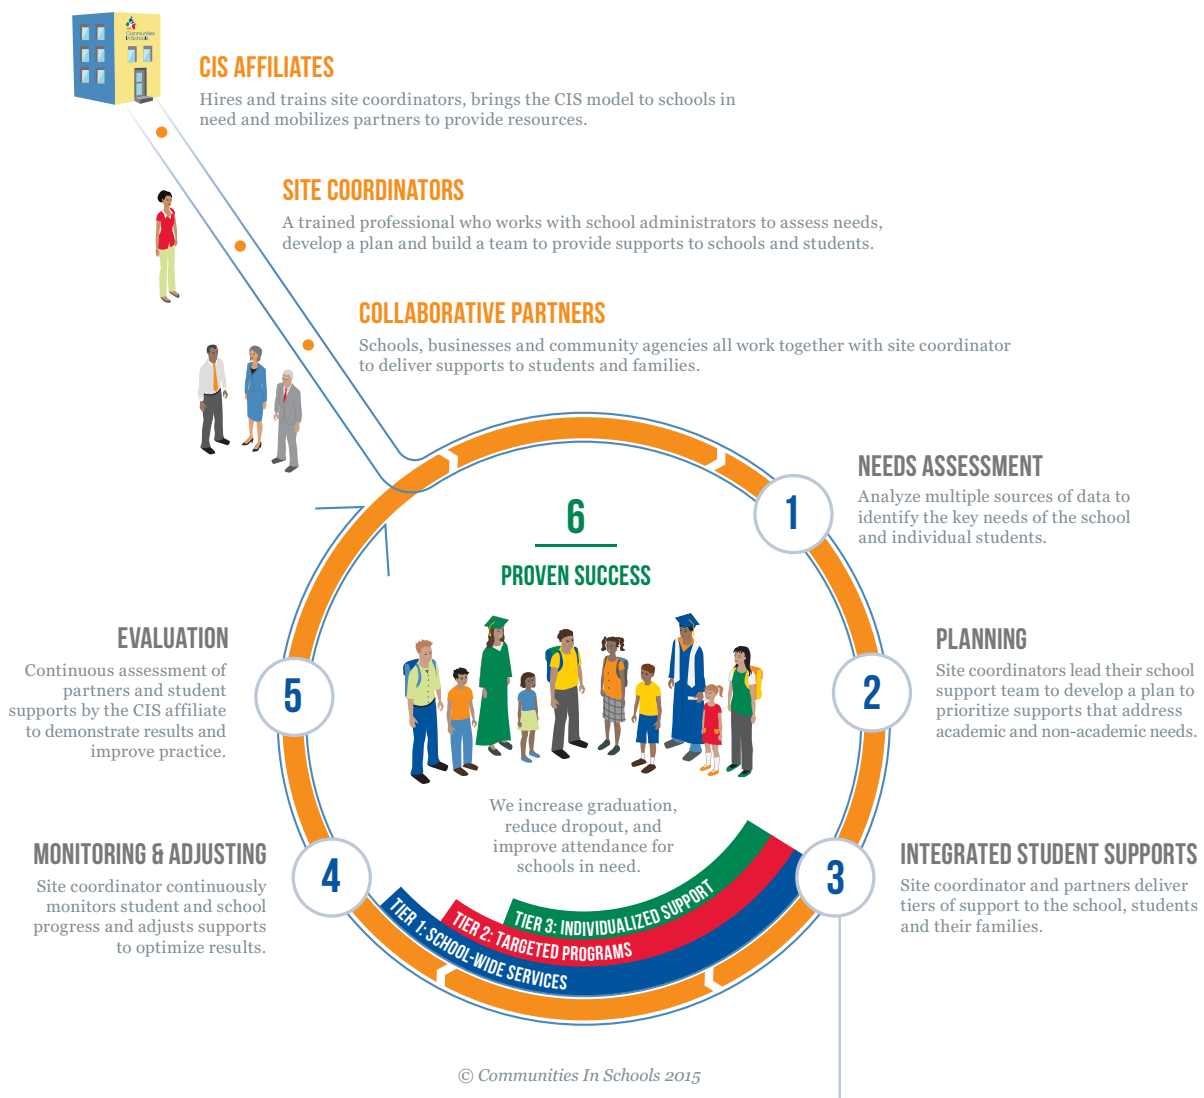 Communities
In Schools
CIS AFFILIATES
Hires and trains site coordinators, brings the CIS model to schools in
need and mobilizes partners to provide resources.
SITE COORDINATORS
A trained professional who works with school administrators to assess needs,
develop a plan and build a team to provide supports to schools and students.
COLLABORATIVE PARTNERS
Schools, businesses and community agencies all work together with site coordinator
to deliver supports to students and families.
1
NEEDS ASSESSMENT
Analyze multiple sources of data to
identify the key needs of the school
and individual students.
2
PLANNING
Site coordinators lead their school
support team to develop a plan to
prioritize supports that address
academic and non-academic needs.
3
INTEGRATED STUDENT SUPPORTS
Site coordinator and partners deliver
tiers of support to the school, students
and their families.
TIER 3: INDIVIDUALIZED SUPPORT
TIER 2: TARGETED PROGRAMS
TIER 1: SCHOOL-WIDE SERVICES
4
MONITORING & ADJUSTING
Site coordinator continuously
monitors student and school
progress and adjusts supports
to optimize results.
5
EVALUATION
Continuous assessment of
partners and student
supports by the CIS affiliate
to demonstrate results and
improve practice.
6
PROVEN SUCCESS
We increase graduation,
reduce dropout, and
improve attendance for
schools in need.
© Communities In Schools 2015